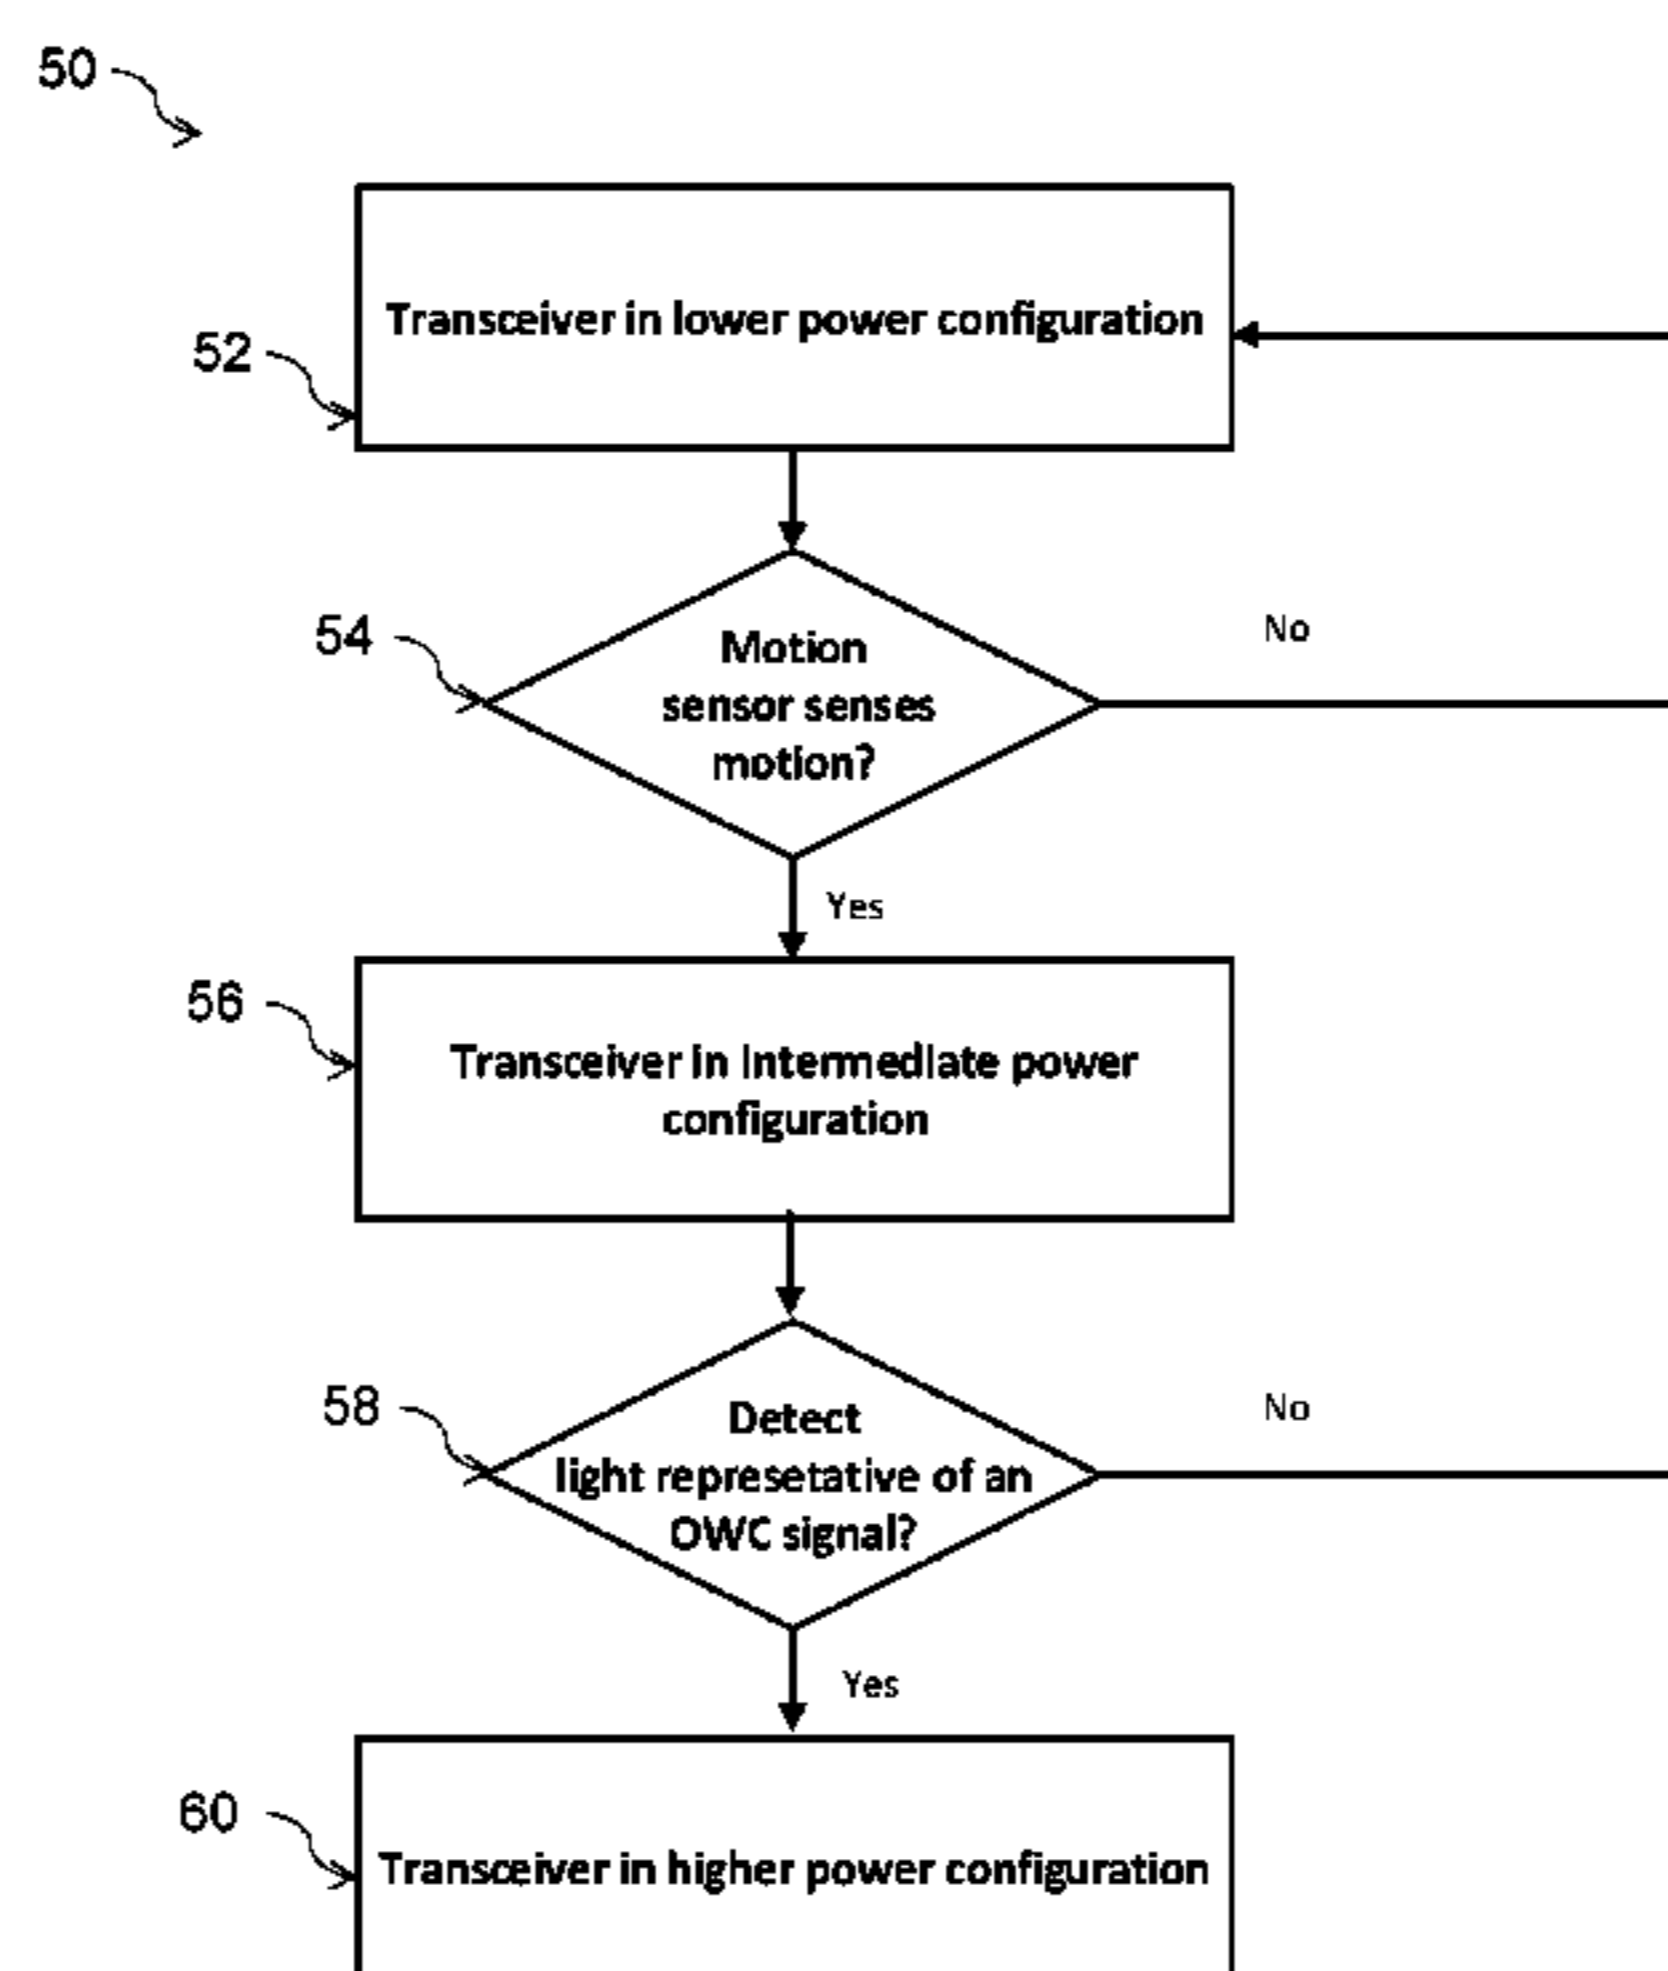 50
Transceiver in lower power configuration
52
54
Motion
sensor senses
motion?
No
Yes
56
Transceiver in Intermediate power
configuration
58
Detect
light represetative of an
OWC signal?
No
Yes
60
Transceiver in higher power configuration